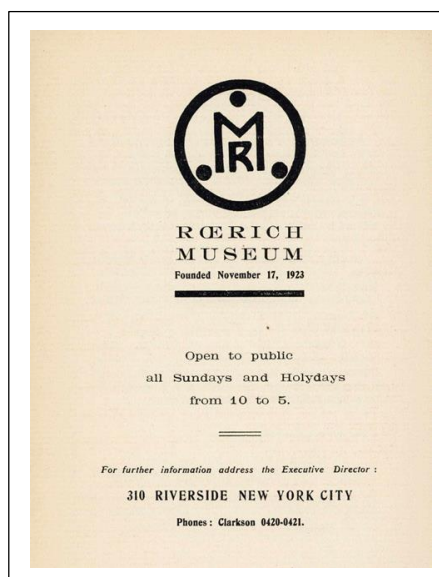 MR
RŒRICH
MUSEUM
Founded November 17, 1923
Open to public
all Sundays and Holydays
from 10 to 5.
For further information address the Executive Director :
310 RIVERSIDE NEW YORK CITY
Phones : Clarkson 0420-0421.